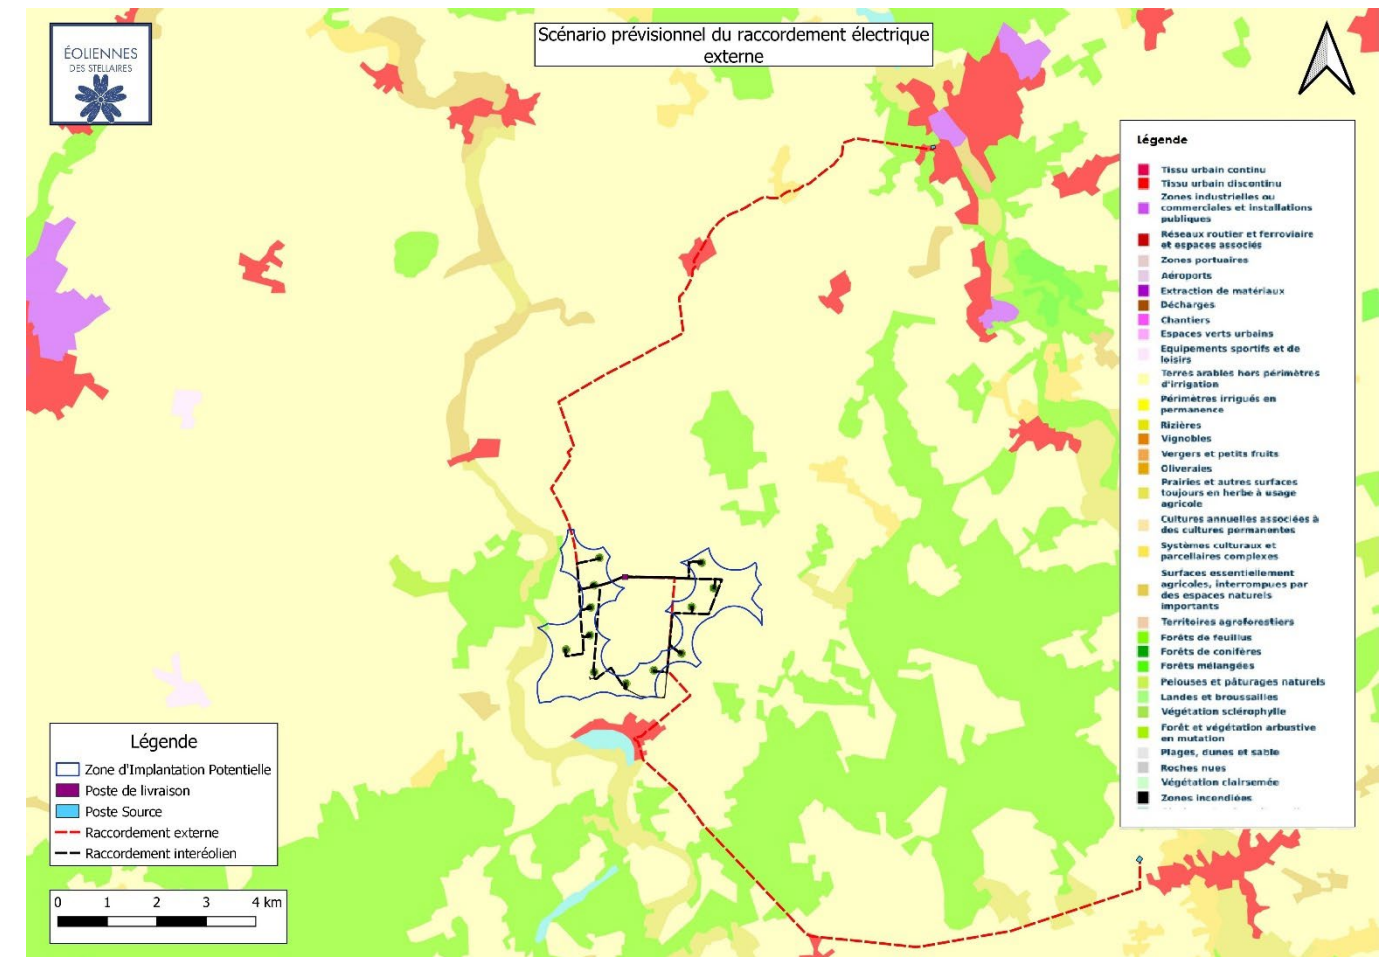 ÉOLIENNES
DES STELLAIRES
Scénario prévisionnel du raccordement électrique
externe
Légende
Tissu urbain continu
Tissu urbain discontinu
Zones industrielles ou
commerciales et installations
publiques
Réseaux routier et ferroviaire
et espaces associés
Zones portuaires
Aéroports
Extraction de matériaux
Décharges
Chantiers
Espaces verts urbains
Equipements sportifs et de
loisirs
Terres arables hors périmètres
d'irrigation
Périmètres irrigués en
permanence
Rizières
Vignobles
Vergers et petits fruits
Oliveraies
Prairies et autres surfaces
toujours en herbe à usage
agricole
Cultures annuelles associées à
des cultures permanentes
Systèmes culturaux et
parcellaires complexes
Surfaces essentiellement
agricoles, interrompues par
des espaces naturels
importants
Territoires agroforestiers
Forêts de feuillus
Forêts de conifères
Forêts mélangées
Pelouses et pâturages naturels
Landes et broussailles
Végétation sclérophylle
Forêt et végétation arbustive
en mutation
Plages, dunes et sable
Roches nues
Végétation clairsemée
Zones incendiées
Légende
Zone d'Implantation Potentielle
Poste de livraison
Poste Source
Raccordement externe
Raccordement interéolien
0 1 2 3 4 km